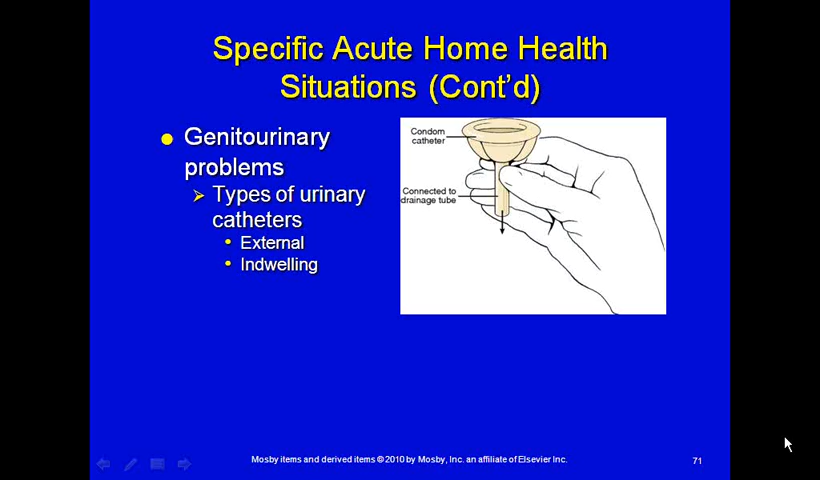 Specific Acute Home Health
Situations (Cont'd)
Genitourinary
problems
Types of urinary
catheters
External
Indwelling
Condom
catheter
Connected to
drainage tube
Mosby items and derived items © 2010 by Mosby, Inc. an affiliate of Elsevier Inc.
71